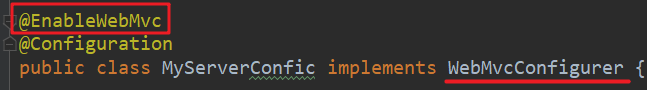 @EnableWebMvc
@Configuration
public class MyServerConfic implements WebMvcConfigurer {